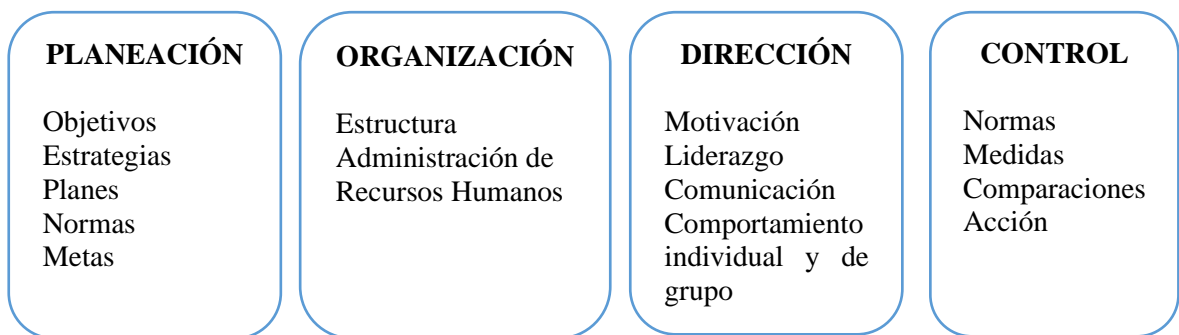 PLANEACIÓN
Objetivos
Estrategias
Planes
Normas
Metas
ORGANIZACIÓN
Estructura
Administración de
Recursos Humanos
DIRECCIÓN
Motivación
Liderazgo
Comunicación
Comportamiento
individual y de
grupo
CONTROL
Normas
Medidas
Comparaciones
Acción